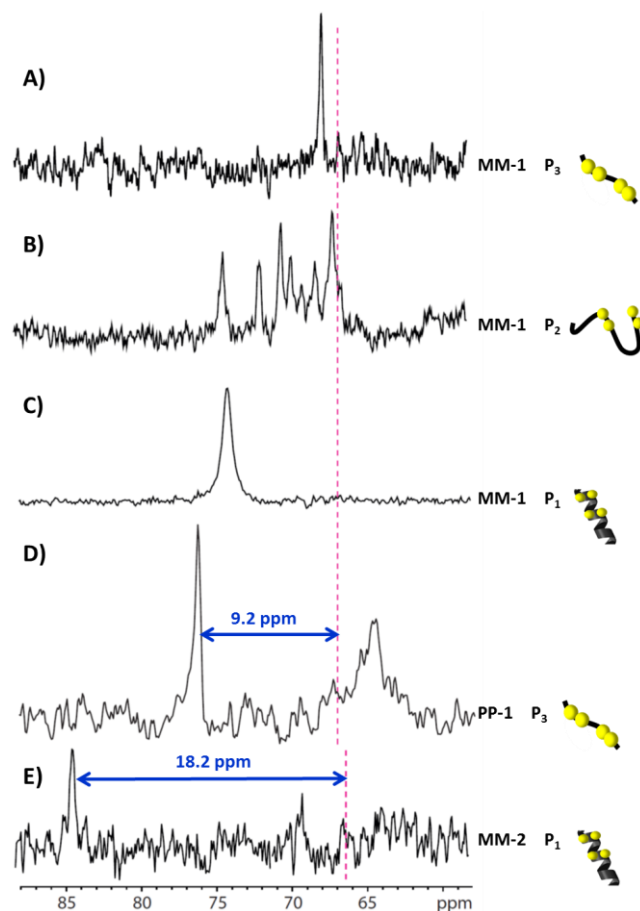 A)
MM-1 P₃
B)
MM-1 P₂
C)
MM-1 P₁
D)
9.2 ppm
PP-1 P₃
18.2 ppm
E)
MM-2 P₁
85 80 75 70 65 ppm